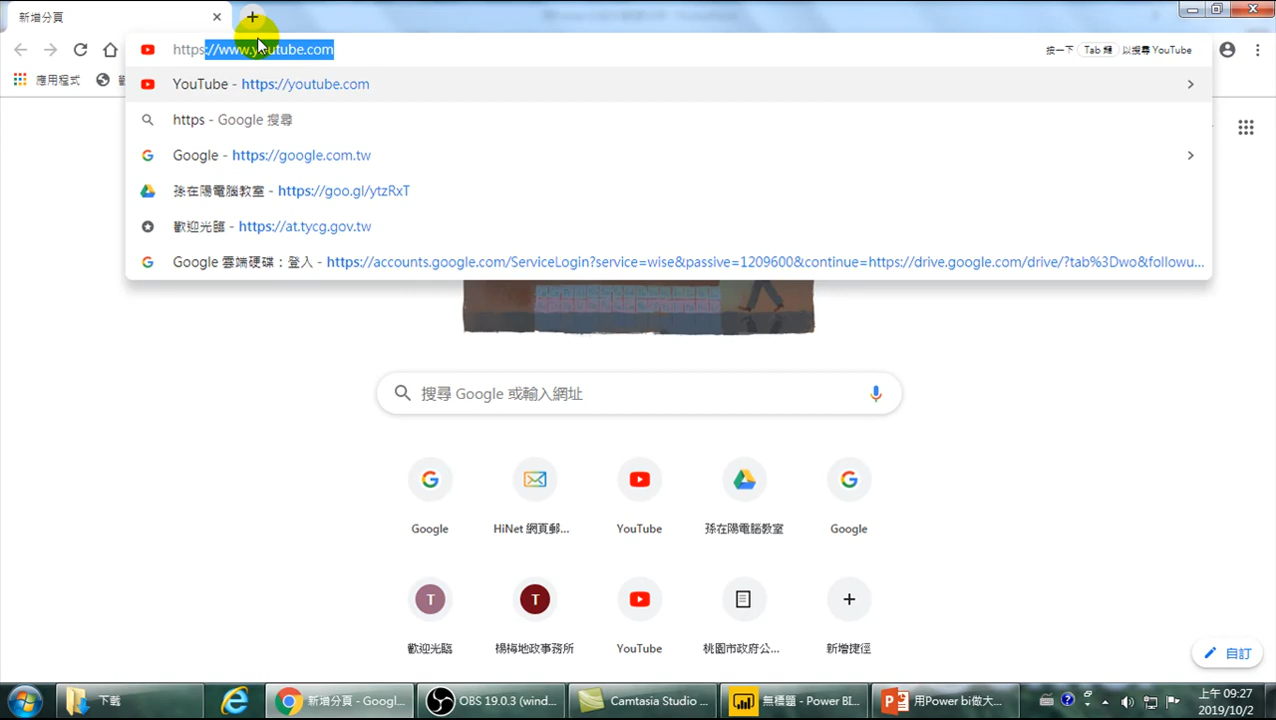 新增分頁
https://www.youtube.com
按一下 Tab 鍵 以搜尋 YouTube
應用程式
YouTube - https://youtube.com
https - Google 搜尋
Google - https://google.com.tw
孫在陽電腦教室 - https://goo.gl/ytzRxT
歡迎光臨 - https://at.tycg.gov.tw
Google 雲端硬碟：登入 - https://accounts.google.com/ServiceLogin?service=wise&passive=1209600&continue=https://drive.google.com/drive/?tab%3Dwo&followu...
搜尋 Google 或輸入網址
Google
HiNet 網頁郵...
YouTube
孫在陽電腦教室
Google
T
T
歡迎光臨
楊梅地政事務所
YouTube
桃園市政府公...
新增捷徑
自訂
下載
新增分頁 - Googl...
OBS 19.0.3 (wind...
Camtasia Studio ...
無標題 - Power BI...
用Power bi做大...
上午 09:27
2019/10/2